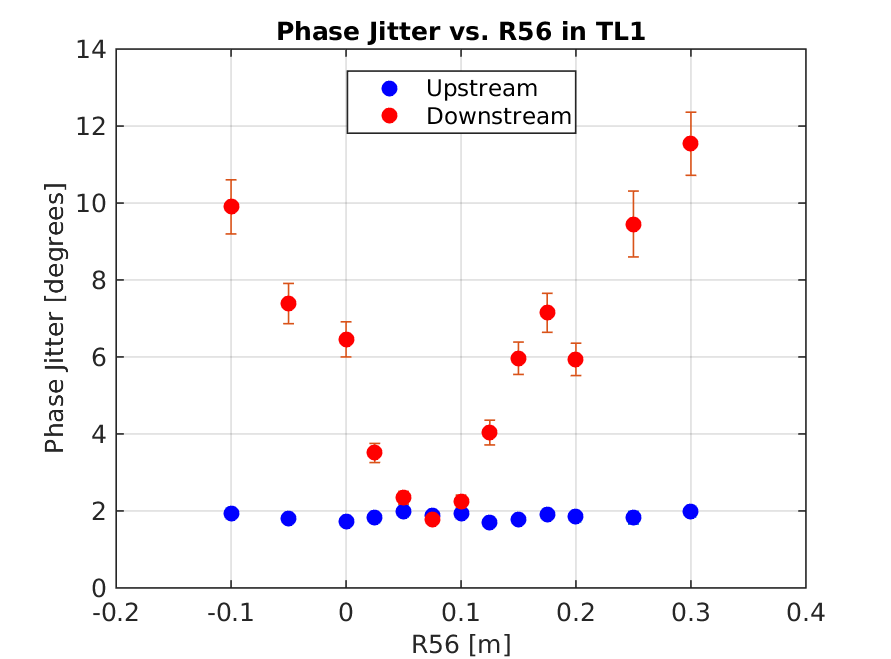 Phase Jitter vs. R56 in TL1
14
12
10
8
6
4
2
0
Phase Jitter [degrees]
Upstream
Downstream
-0.2 -0.1 0 0.1 0.2 0.3 0.4
R56 [m]